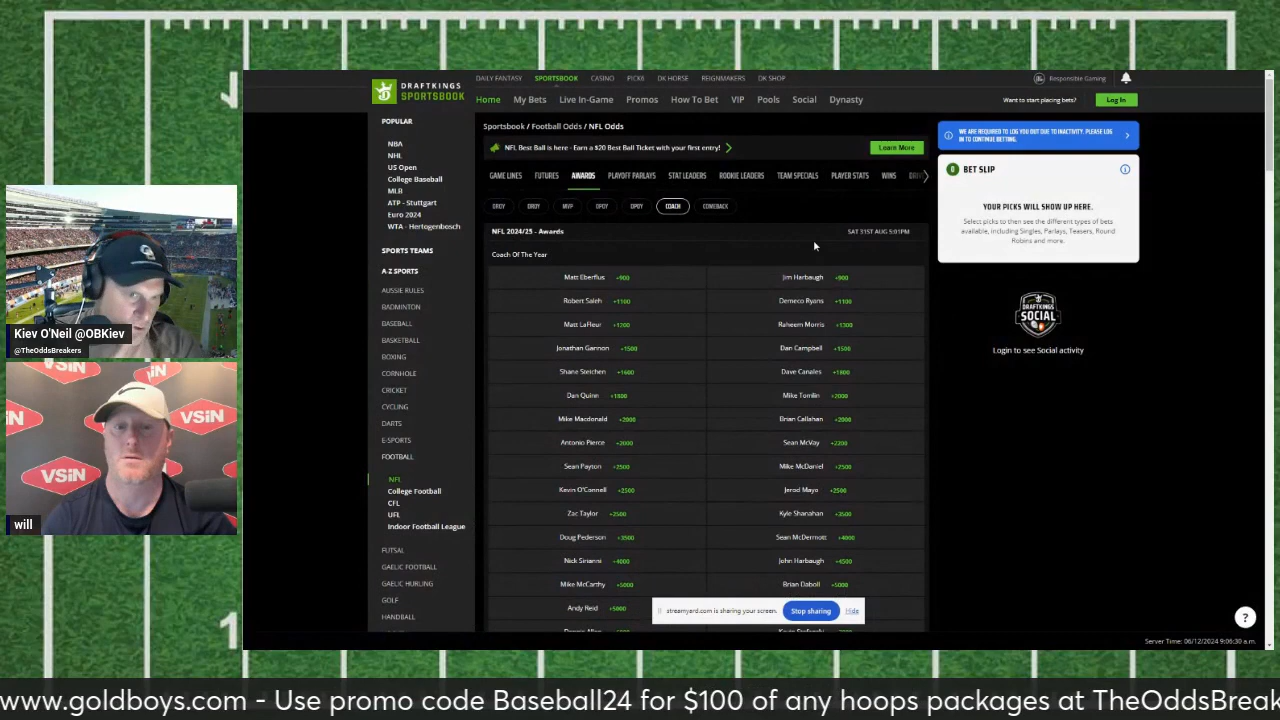 DRAFTKINGS
SPORTSBOOK
DAILY FANTASY SPORTSBOOK CASINO PICK6 DK HORSE REIGNMAKERS DK SHOP
Responsible Gaming
Home My Bets Live In-Game Promos How To Bet VIP Pools Social Dynasty
Want to start placing bets? Log In
POPULAR
NBA
NHL
US Open
College Baseball
MLB
ATP - Stuttgart
Euro 2024
WTA - Hertogenbosch
SPORTS TEAMS
A-Z SPORTS
AUSSIE RULES
BADMINTON
BASEBALL
BASKETBALL
BOXING
CORNHOLE
CRICKET
CYCLING
DARTS
E-SPORTS
FOOTBALL
NFL
College Football
CFL
UFL
Indoor Football League
FUTSAL
GAELIC FOOTBALL
GAELIC HURLING
GOLF
HANDBALL
Sportsbook / Football Odds / NFL Odds
NFL Best Ball is here - Earn a $20 Best Ball Ticket with your first entry!
Learn More
GAME LINES FUTURES AWARDS PLAYOFF PARLAYS STAT LEADERS ROOKIE LEADERS TEAM SPECIALS PLAYER STATS WINS
MVP COACH COMEBACK
NFL 2024/25 - Awards SAT 31ST AUG 5:01PM
Coach Of The Year
Matt Eberflus +900 Jim Harbaugh +900
Robert Saleh +1100 Demeco Ryans +1100
Matt LaFleur +1200 Raheem Morris +1300
Jonathan Gannon +1500 Dan Campbell +1500
Shane Steichen +1600 Dave Canales +1800
Dan Quinn +1800 Mike Tomlin +2000
Mike Macdonald +2000 Brian Callahan +2000
Antonio Pierce +2000 Sean McVay +2200
Sean Payton +2500 Mike McDaniel +2500
Kevin O'Connell +2500 Jerod Mayo +2500
Zac Taylor +2500 Kyle Shanahan +3500
Doug Pederson +3500 Sean McDermott +4000
Nick Sirianni +4000 John Harbaugh +4500
Mike McCarthy +5000 Brian Daboll +5000
Andy Reid +5000
streamyard.com is sharing your screen. Stop sharing Hide
WE ARE REQUIRED TO LOG YOU OUT DUE TO INACTIVITY. PLEASE LOG
IN TO CONTINUE BETTING.
0 BET SLIP
YOUR PICKS WILL SHOW UP HERE.
Select picks to then see the different types of bets
available, including Singles, Parlays, Teasers, Round
Robins and more.
DRAFTKINGS
SOCIAL
Login to see Social activity
?
Server Time: 06/12/2024 9:06:30 a.m.
Kiev O'Neil @OBKiev
@TheOddsBreakers
VSiN
VSiN
VSiN
will
www.goldboys.com - Use promo code Baseball24 for $100 of any hoops packages at TheOddsBreak